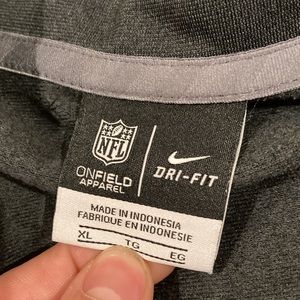 NFL
ONFIELD
APPAREL
DRI-FIT
MADE IN INDONESIA
FABRIQUE EN INDONESIE
XL TG EG